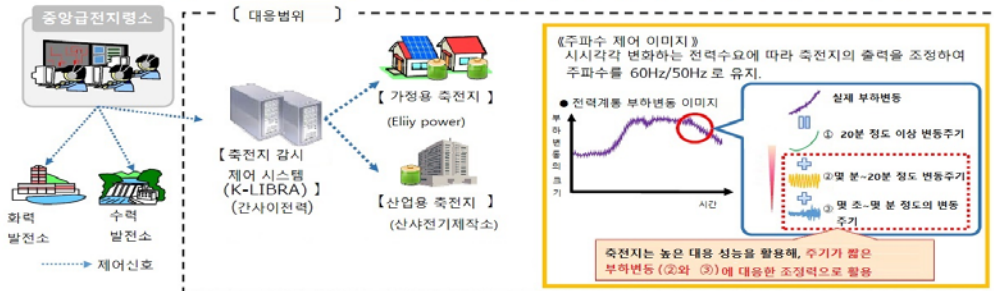 중앙급전지령소
화력
발전소
수력
발전소
제어신호
〔 대응범위 〕
【축전지 감시
제어 시스템
(K-LIBRA) 】
(간사이전력)
【 가정용 축전지 】
(Eliiy power)
【산업용 축전지 】
(산샤전기제작소)
《주파수 제어 이미지 》
시시각각 변화하는 전력수요에 따라 축전지의 출력을 조정하여
주파수를 60Hz/50Hz 로 유지.
● 전력계통 부하변동 이미지
부하변동의크기
시간
실제 부하변동
① 20분 정도 이상 변동주기
②몇 분~20분 정도 변동주기
③ 몇 초~몇 분 정도의 변동
주기
축전지는 높은 대응 성능을 활용해, 주기가 짧은
부하변동(②와 ③)에 대응한 조정력으로 활용